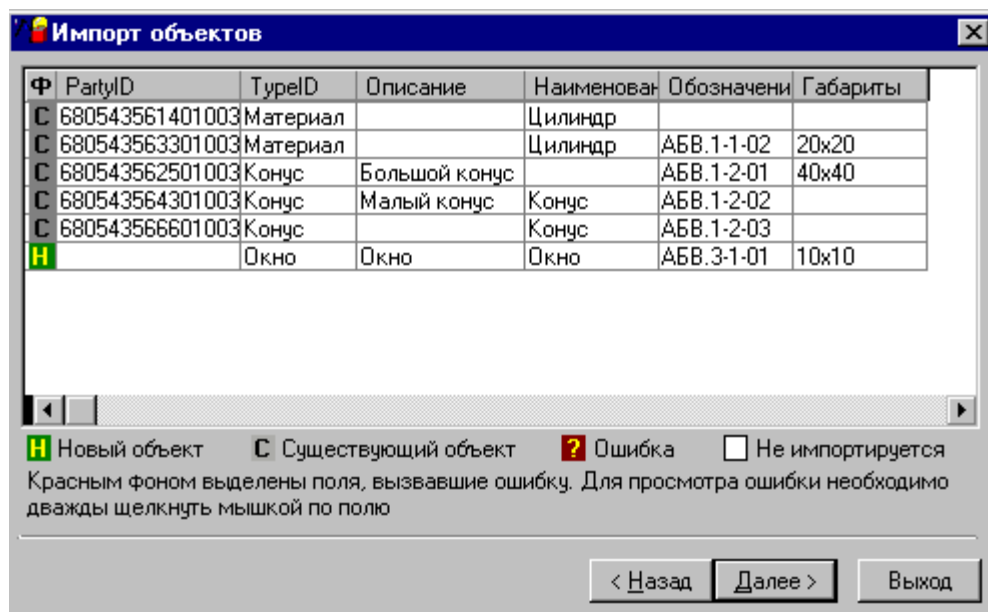 Импорт объектов
Ф PartyID TypeID Описание Наименован Обозначени Габариты
С 680543561401003 Материал Цилиндр
С 680543563301003 Материал Цилиндр АБВ.1-1-02 20x20
С 680543562501003 Конус Большой конус АБВ.1-2-01 40x40
С 680543564301003 Конус Малый конус Конус АБВ.1-2-02
С 680543566601003 Конус Конус АБВ.1-2-03
Н Окно Окно Окно АБВ.3-1-01 10x10
Н Новый объект С Существующий объект ? Ошибка Не импортируется
Красным фоном выделены поля, вызвавшие ошибку. Для просмотра ошибки необходимо
дважды щелкнуть мышкой по полю
< Назад Далее > Выход